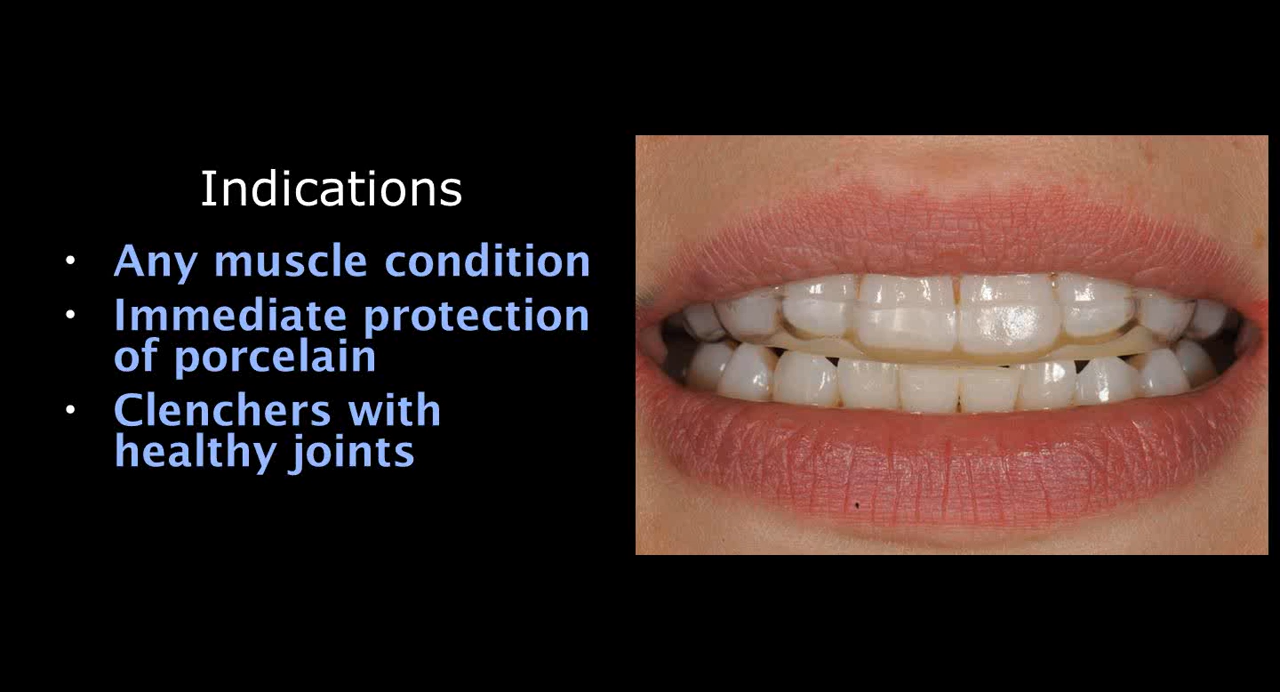 Indications
• Any muscle condition
• Immediate protection
of porcelain
• Clenchers with
healthy joints